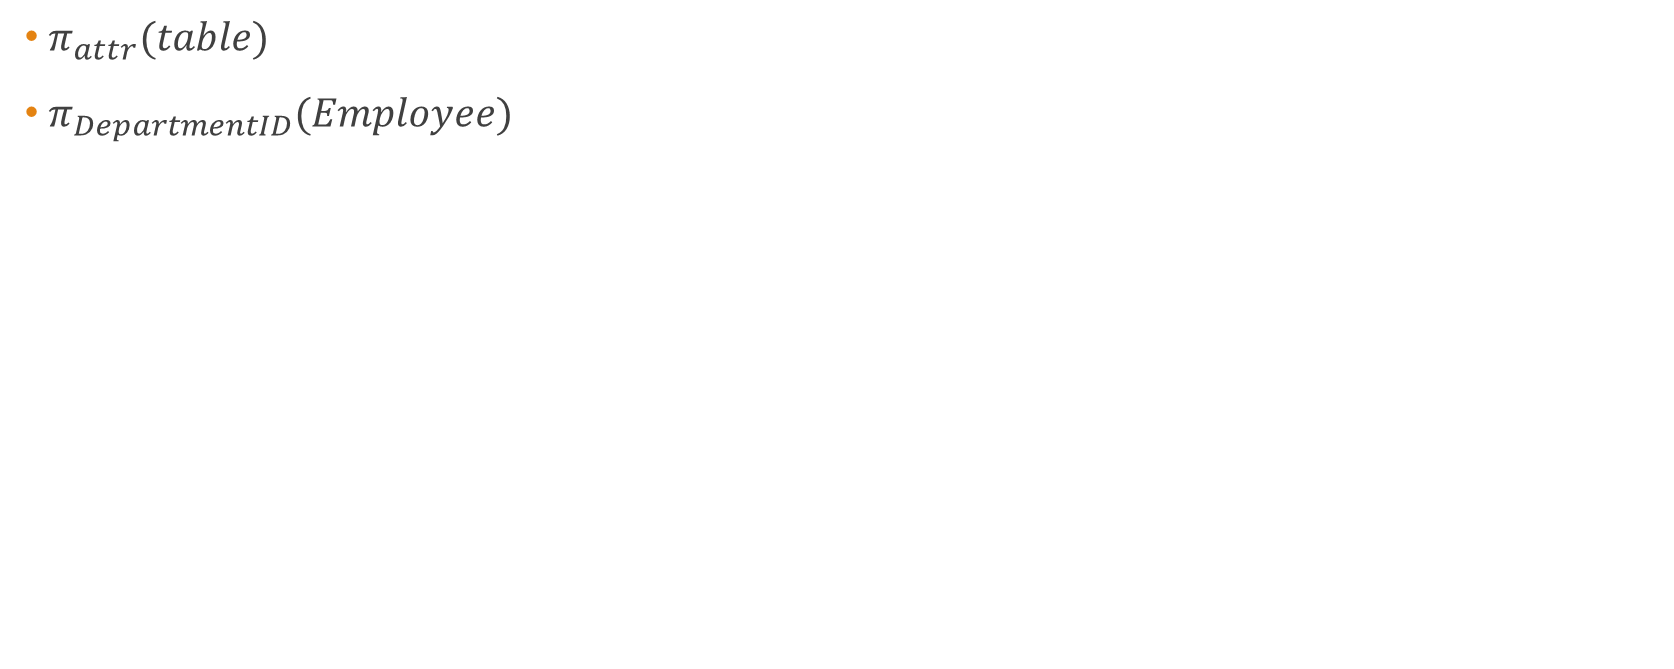 • π_attr(table)
• π_DepartmentID(Employee)